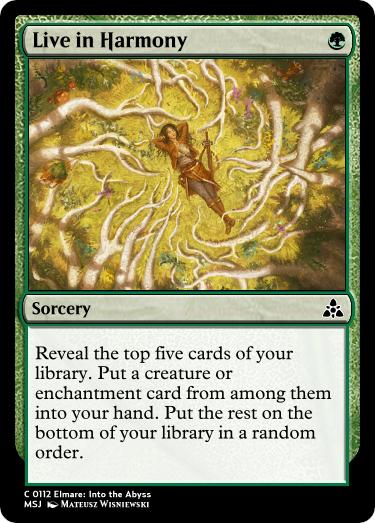 Live in Harmony
Sorcery
Reveal the top five cards of your
library. Put a creature or
enchantment card from among them
into your hand. Put the rest on the
bottom of your library in a random
order.
C 0112 Elmare: Into the Abyss
MSJ Mateusz Wisniewski